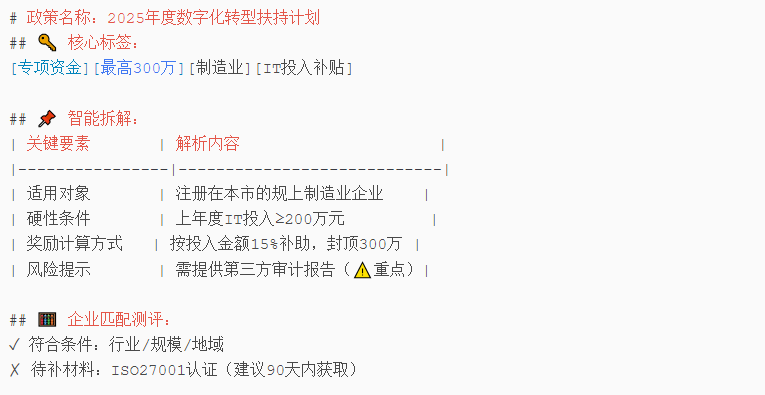 # 政策名称：2025年度数字化转型扶持计划
## 🔑 核心标签：
[专项资金][最高300万][制造业][IT投入补贴]
## 📌 智能拆解：
| 关键要素 | 解析内容 |
|----------------|----------------------------|
| 适用对象 | 注册在本市的规上制造业企业 |
| 硬性条件 | 上年度IT投入≥200万元 |
| 奖励计算方式 | 按投入金额15%补助，封顶300万 |
| 风险提示 | 需提供第三方审计报告（⚠️重点）|
## 🧮 企业匹配测评：
✓ 符合条件：行业/规模/地域
✗ 待补材料：ISO27001认证（建议90天内获取）